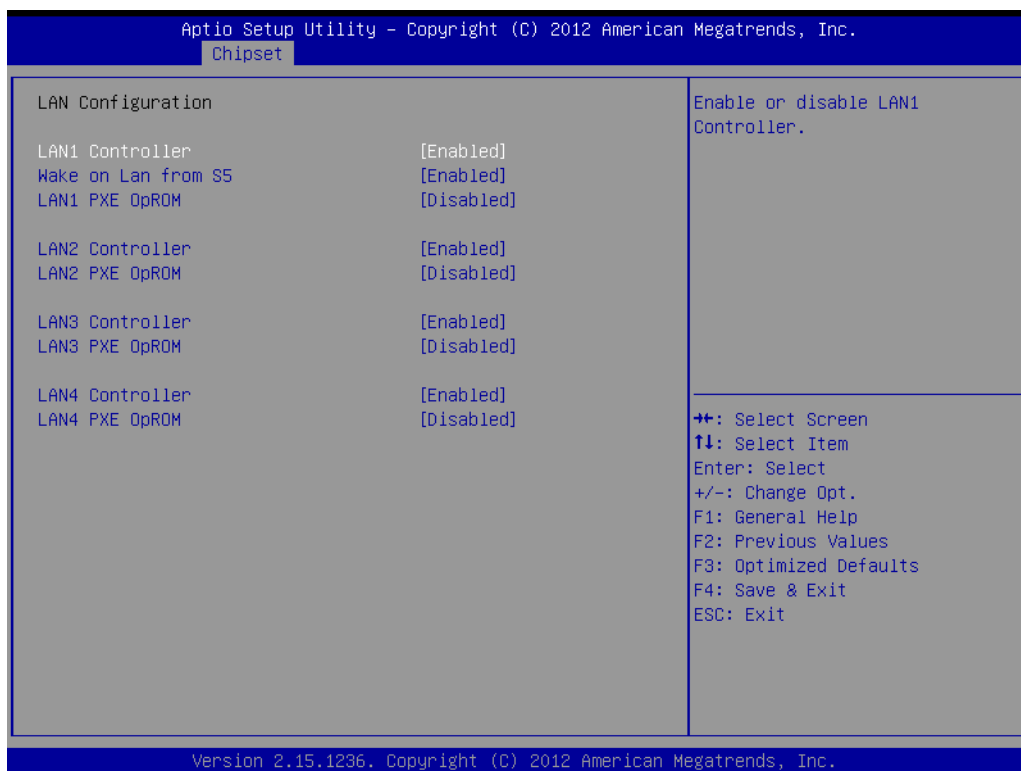 Aptio Setup Utility – Copyright (C) 2012 American Megatrends, Inc.
Chipset
LAN Configuration
LAN1 Controller [Enabled]
Wake on Lan from S5 [Enabled]
LAN1 PXE OpROM [Disabled]
LAN2 Controller [Enabled]
LAN2 PXE OpROM [Disabled]
LAN3 Controller [Enabled]
LAN3 PXE OpROM [Disabled]
LAN4 Controller [Enabled]
LAN4 PXE OpROM [Disabled]
Enable or disable LAN1
Controller.
→←: Select Screen
↑↓: Select Item
Enter: Select
+/-: Change Opt.
F1: General Help
F2: Previous Values
F3: Optimized Defaults
F4: Save & Exit
ESC: Exit
Version 2.15.1236. Copyright (C) 2012 American Megatrends, Inc.